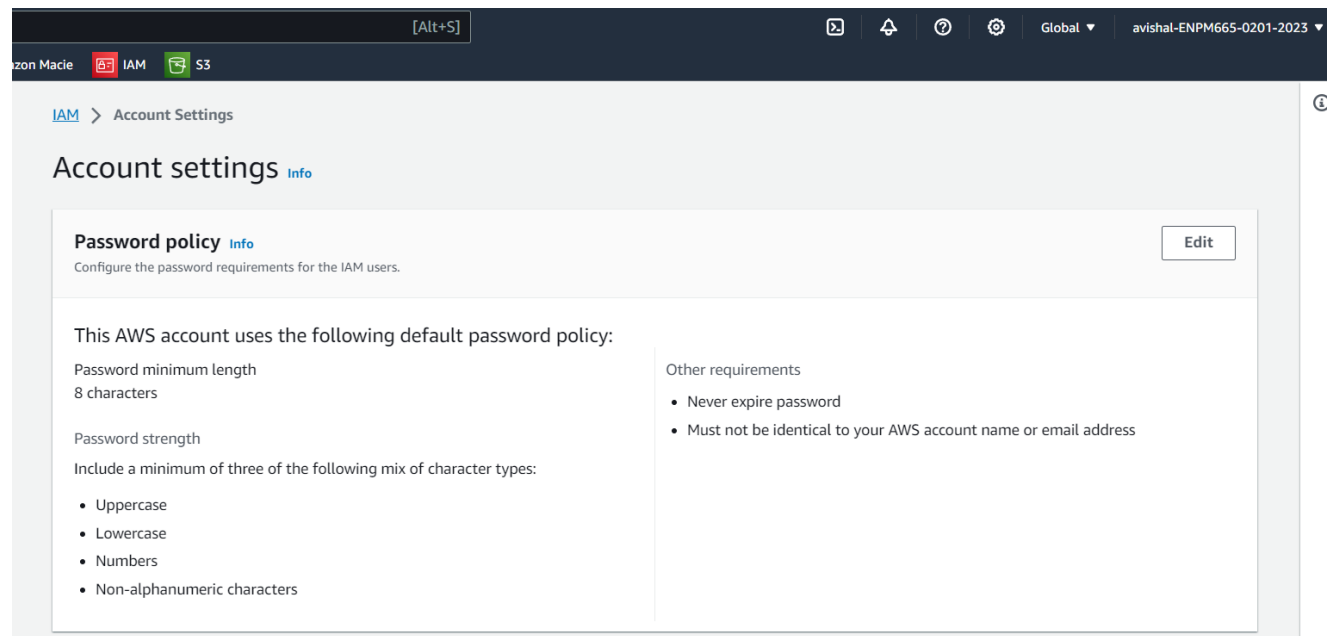 [Alt+S]
Global ▼
avishal-ENPM665-0201-2023 ▼
Macie
IAM
S3
IAM > Account Settings
Account settings Info
Password policy Info
Edit
Configure the password requirements for the IAM users.
This AWS account uses the following default password policy:
Password minimum length
8 characters
Password strength
Include a minimum of three of the following mix of character types:
• Uppercase
• Lowercase
• Numbers
• Non-alphanumeric characters
Other requirements
• Never expire password
• Must not be identical to your AWS account name or email address